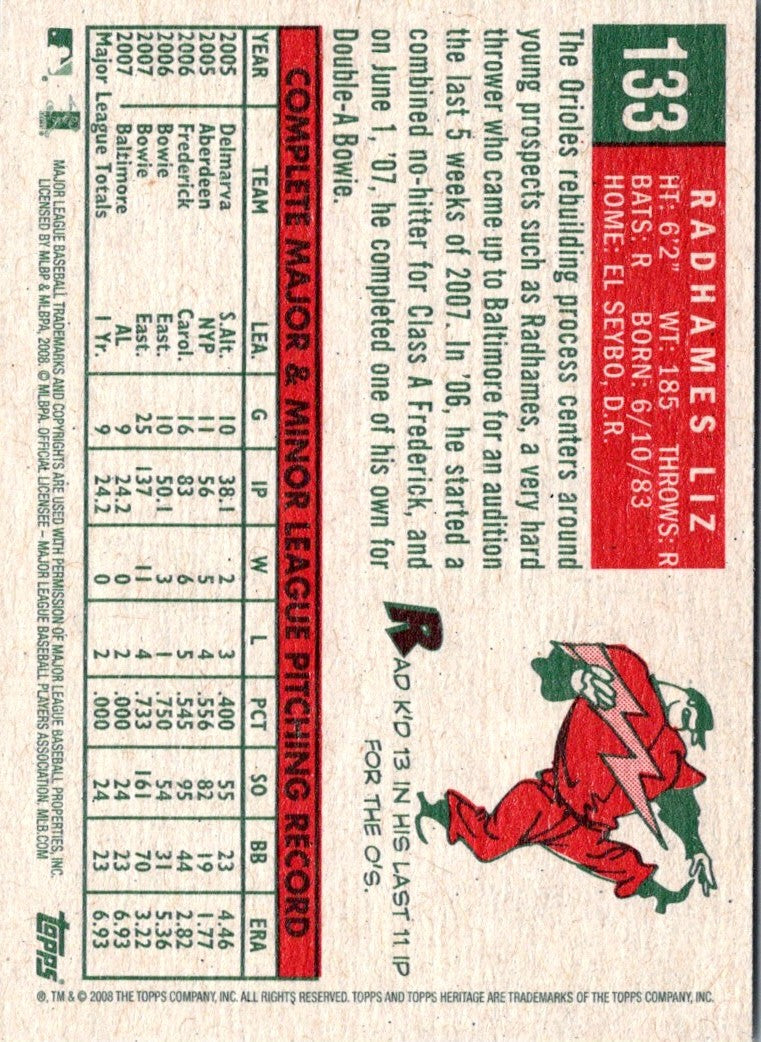 133
RADHAMES LIZ
HT: 6'2" WT: 185 THROWS: R
BATS: R BORN: 6/10/83
HOME: EL SEYBO, D.R.
The Orioles rebuilding process centers around
young prospects such as Radhames, a very hard
thrower who came up to Baltimore for an audition
the last 5 weeks of 2007. In '06, he started a
combined no-hitter for Class A Frederick, and
on June 1, '07, he completed one of his own for
Double-A Bowie.
RAD K'D 13 IN HIS LAST 11 IP
FOR THE O'S.
COMPLETE MAJOR & MINOR LEAGUE PITCHING RECORD
YEAR TEAM LEA. G IP W L PCT SO BB ERA
2005 Delmarva S.Atl. 10 38.1 2 3 .400 55 23 4.46
2005 Aberdeen NYP 11 56 5 4 .556 82 19 1.77
2006 Frederick Carol. 16 83 6 5 .545 95 44 2.82
2006 Bowie East. 10 50.1 3 1 .750 54 31 5.36
2007 Bowie East. 25 137 11 4 .733 161 70 3.22
2007 Baltimore AL 9 24.2 0 2 .000 24 23 6.93
Major League Totals 1 Yr. 9 24.2 0 2 .000 24 23 6.93
MAJOR LEAGUE BASEBALL TRADEMARKS AND COPYRIGHTS ARE USED WITH PERMISSION OF MAJOR LEAGUE BASEBALL PROPERTIES, INC.
LICENSED BY MLBP & MLBPA, 2008. © MLBPA. OFFICIAL LICENSEE – MAJOR LEAGUE BASEBALL PLAYERS ASSOCIATION. MLB.COM
topps
®, TM & © 2008 THE TOPPS COMPANY, INC. ALL RIGHTS RESERVED. TOPPS AND TOPPS HERITAGE ARE TRADEMARKS OF THE TOPPS COMPANY, INC.